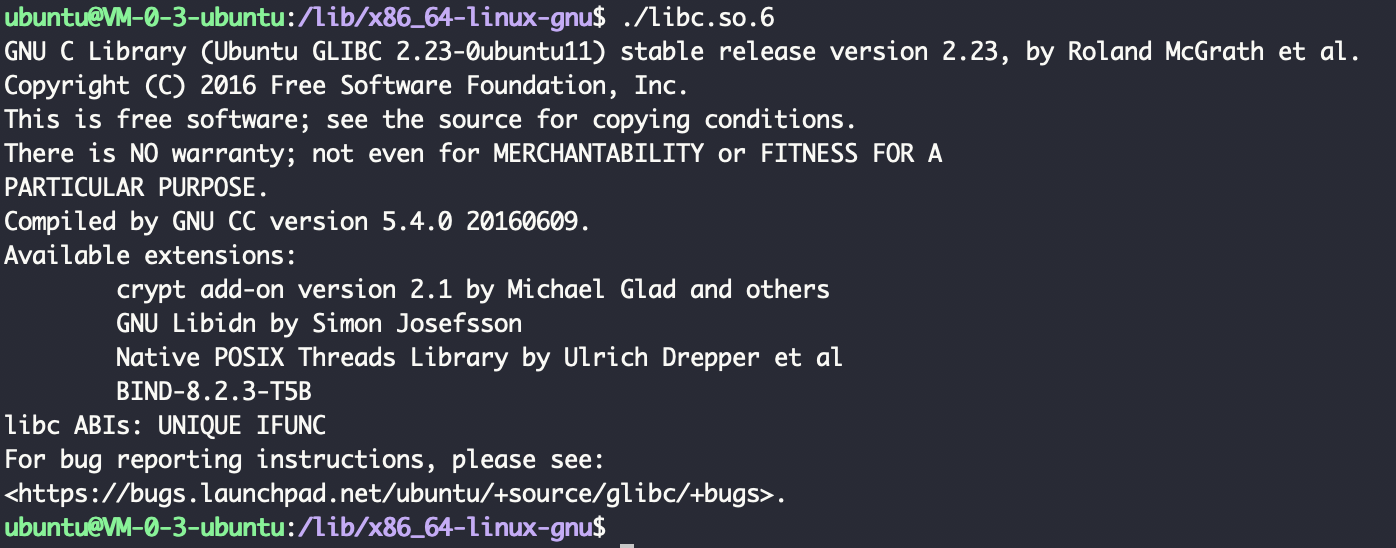 ubuntu@VM-0-3-ubuntu:/lib/x86_64-linux-gnu$ ./libc.so.6
GNU C Library (Ubuntu GLIBC 2.23-0ubuntu11) stable release version 2.23, by Roland McGrath et al.
Copyright (C) 2016 Free Software Foundation, Inc.
This is free software; see the source for copying conditions.
There is NO warranty; not even for MERCHANTABILITY or FITNESS FOR A
PARTICULAR PURPOSE.
Compiled by GNU CC version 5.4.0 20160609.
Available extensions:
        crypt add-on version 2.1 by Michael Glad and others
        GNU Libidn by Simon Josefsson
        Native POSIX Threads Library by Ulrich Drepper et al
        BIND-8.2.3-T5B
libc ABIs: UNIQUE IFUNC
For bug reporting instructions, please see:
<https://bugs.launchpad.net/ubuntu/+source/glibc/+bugs>.
ubuntu@VM-0-3-ubuntu:/lib/x86_64-linux-gnu$